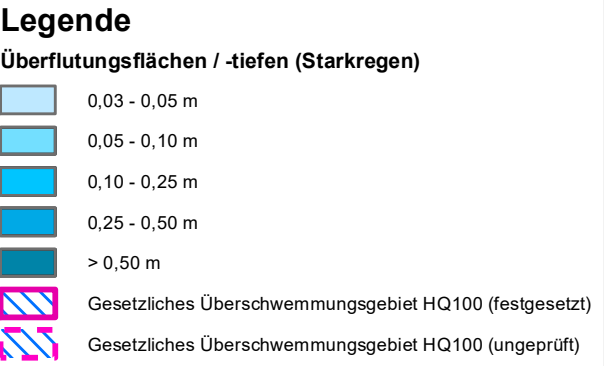 Legende
Überflutungsflächen / -tiefen (Starkregen)
0,03 - 0,05 m
0,05 - 0,10 m
0,10 - 0,25 m
0,25 - 0,50 m
> 0,50 m
Gesetzliches Überschwemmungsgebiet HQ100 (festgesetzt)
Gesetzliches Überschwemmungsgebiet HQ100 (ungeprüft)